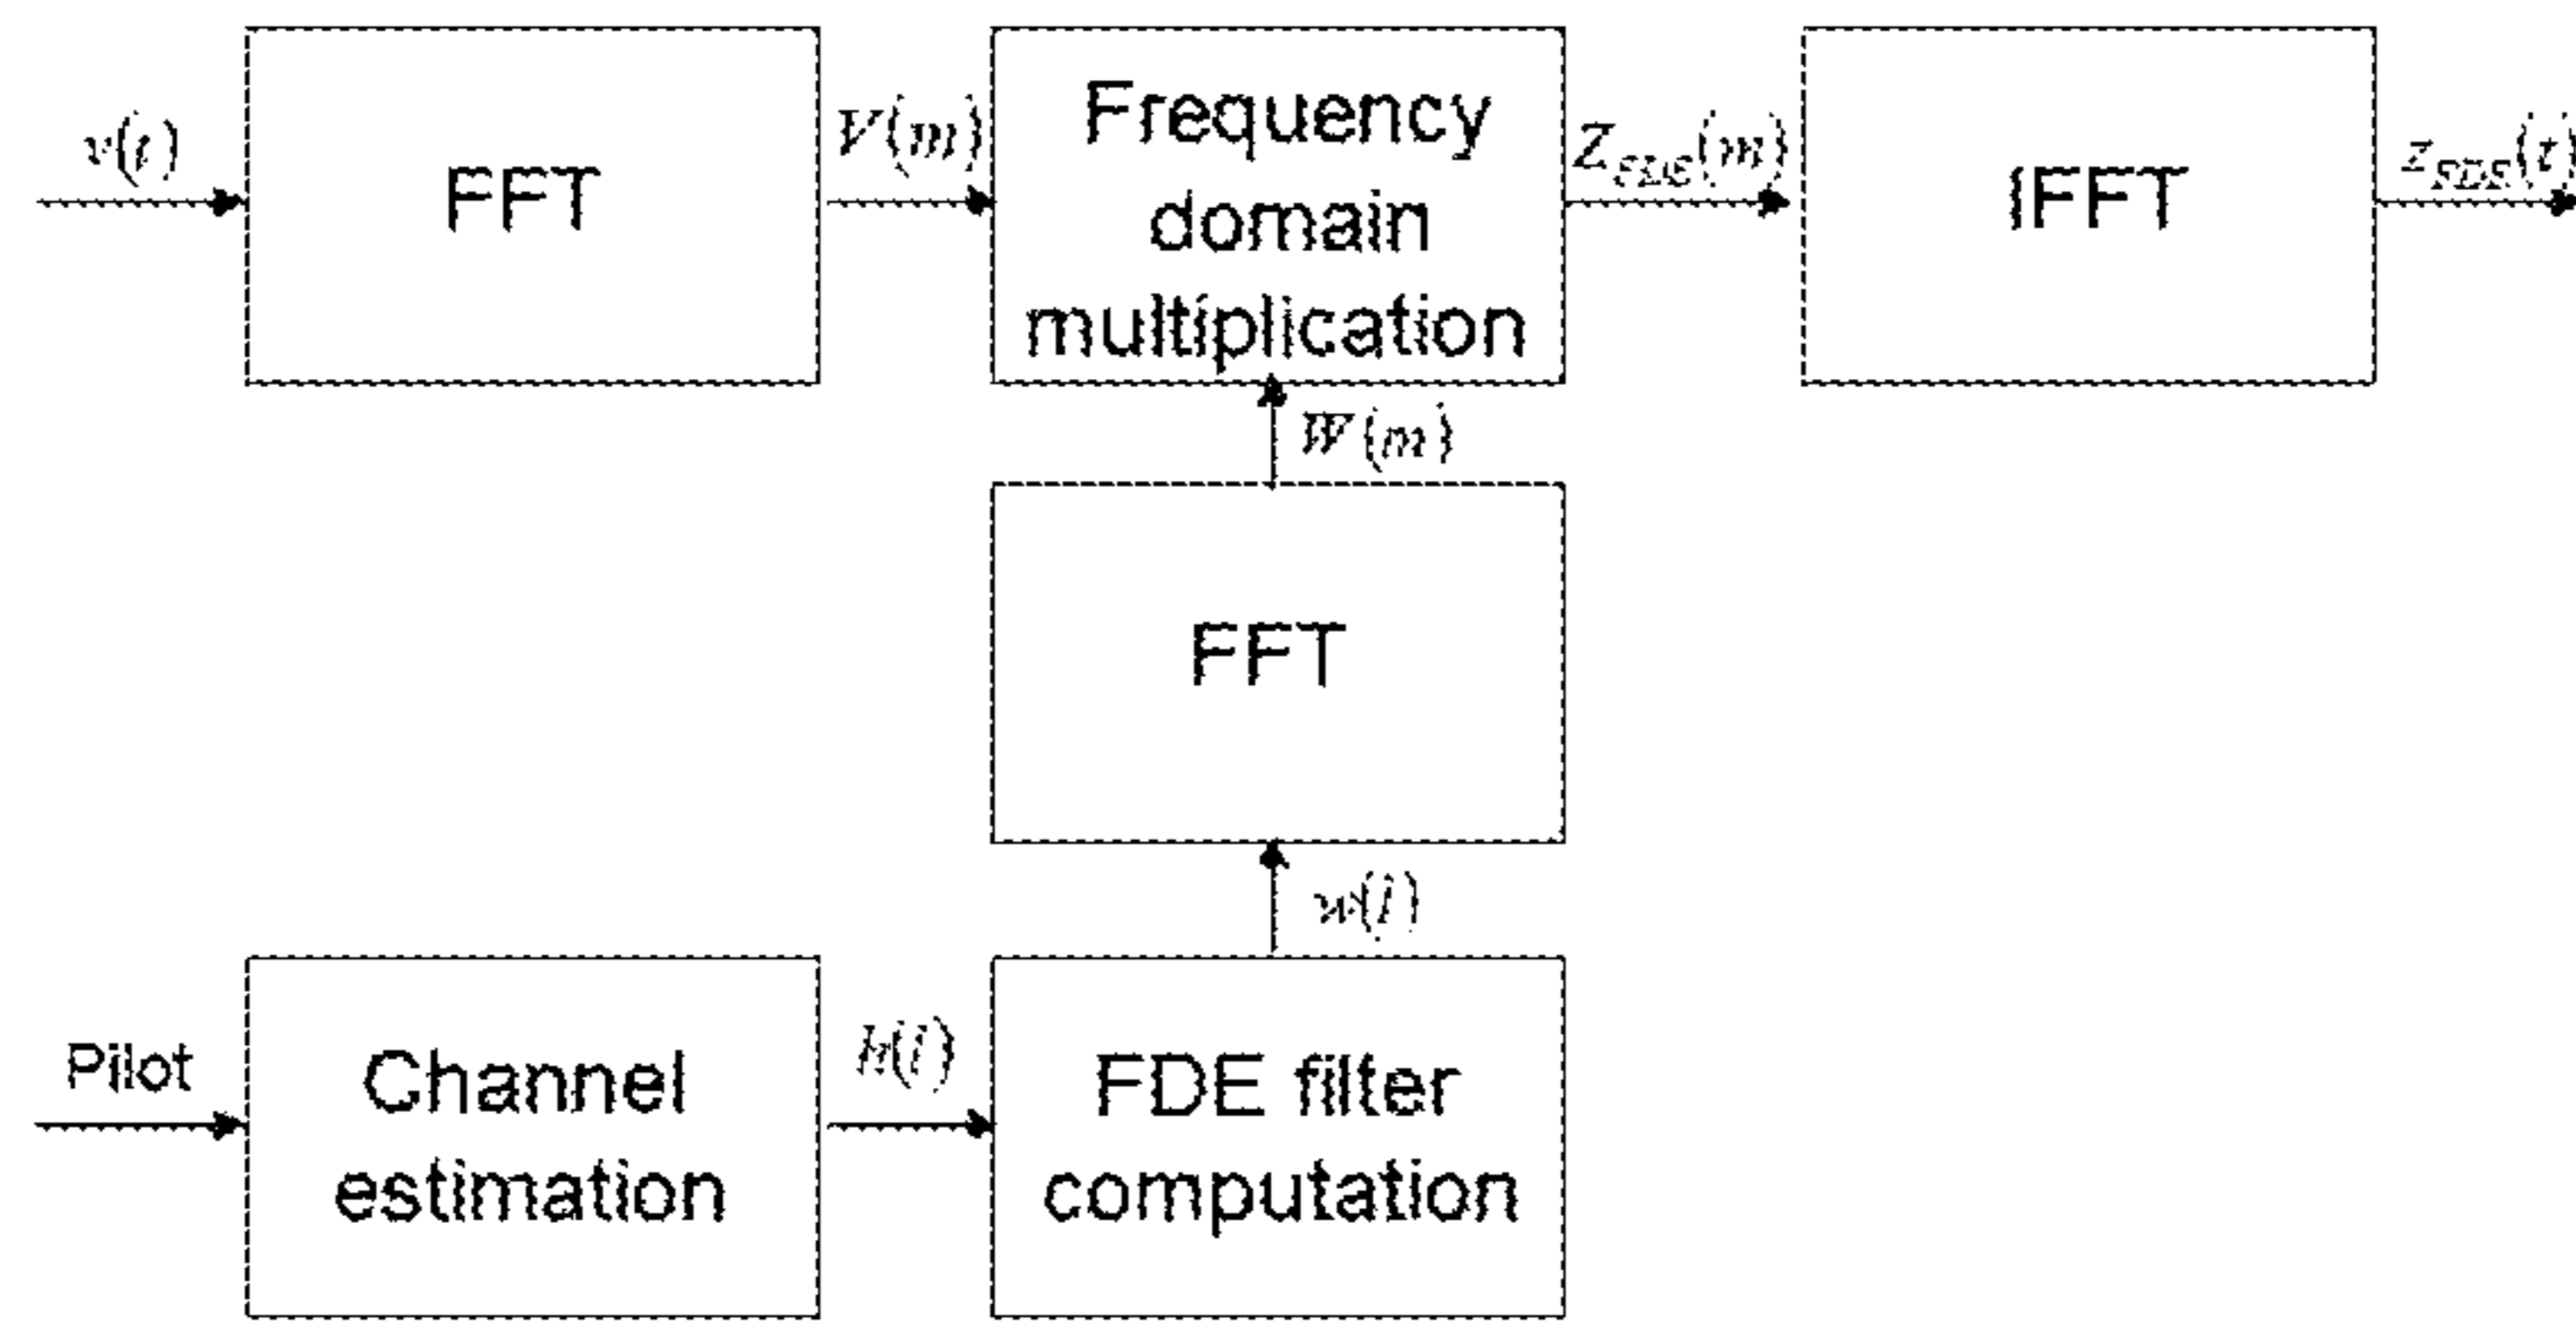 v(t)
FFT
V(m)
Frequency
domain
multiplication
IFFT
W(m)
FFT
Pilot
Channel
estimation
FDE filter
computation